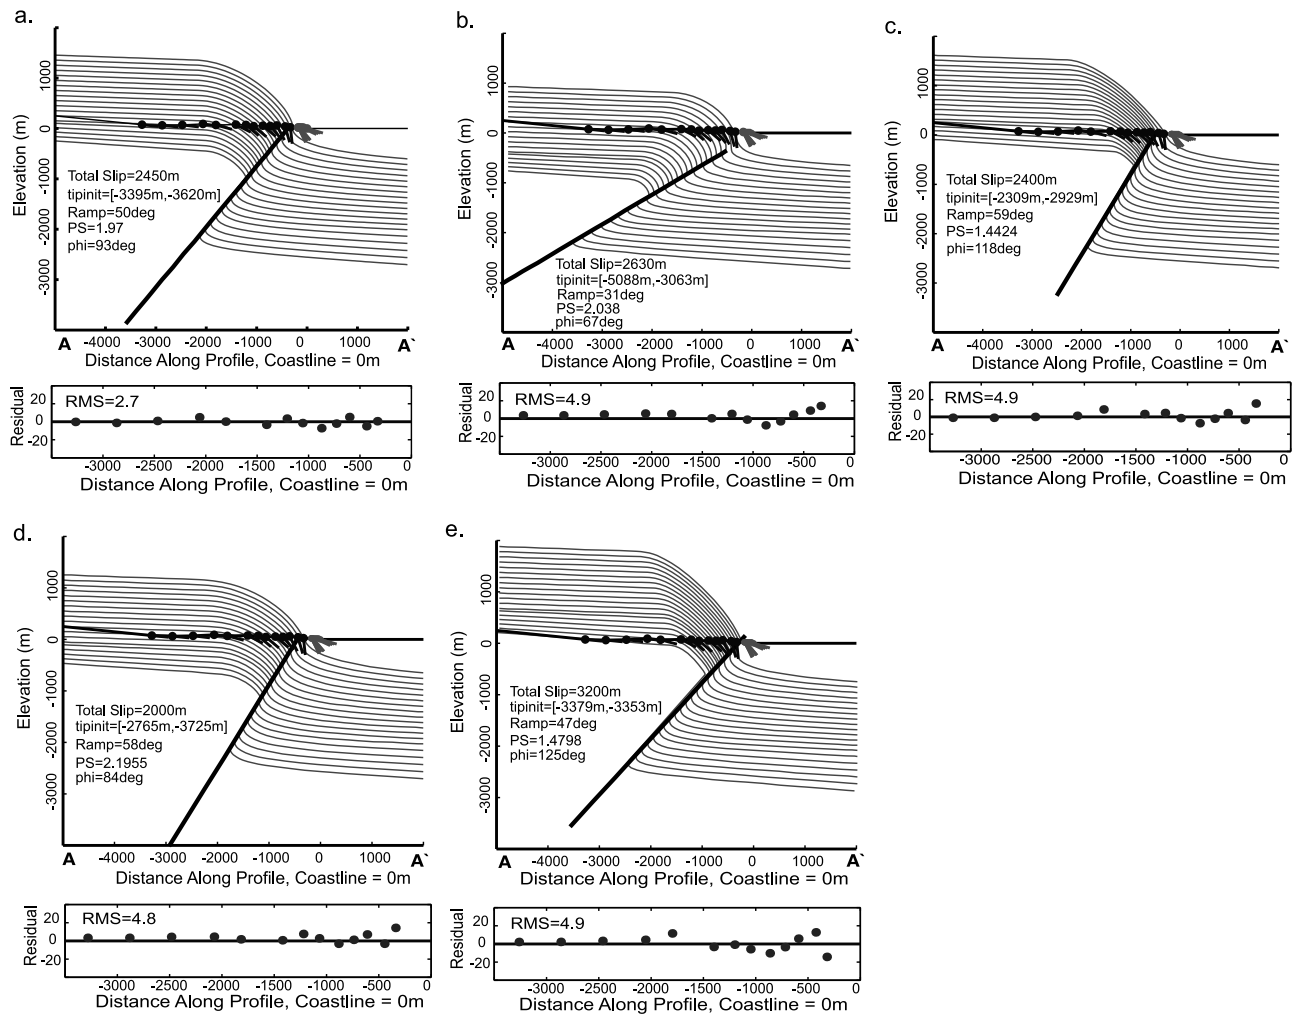 a.
Elevation (m)
1000
0
-1000
-2000
-3000
Total Slip=2450m
tipinit=[-3395m,-3620m]
Ramp=50deg
PS=1.97
phi=93deg
-4000 -3000 -2000 -1000 0 1000
A A`
Distance Along Profile, Coastline = 0m
Residual
20
0
-20
RMS=2.7
-3000 -2500 -2000 -1500 -1000 -500 0
Distance Along Profile, Coastline = 0m
b.
Elevation (m)
1000
0
-1000
-2000
-3000
Total Slip=2630m
tipinit=[-5088m,-3063m]
Ramp=31deg
PS=2.038
phi=67deg
-4000 -3000 -2000 -1000 0 1000
A A`
Distance Along Profile, Coastline = 0m
Residual
20
0
-20
RMS=4.9
-3000 -2500 -2000 -1500 -1000 -500 0
Distance Along Profile, Coastline = 0m
c.
Elevation (m)
1000
0
-1000
-2000
-3000
Total Slip=2400m
tipinit=[-2309m,-2929m]
Ramp=59deg
PS=1.4424
phi=118deg
-4000 -3000 -2000 -1000 0 1000
A A`
Distance Along Profile, Coastline = 0m
Residual
20
0
-20
RMS=4.9
-3000 -2500 -2000 -1500 -1000 -500 0
Distance Along Profile, Coastline = 0m
d.
Elevation (m)
1000
0
-1000
-2000
-3000
Total Slip=2000m
tipinit=[-2765m,-3725m]
Ramp=58deg
PS=2.1955
phi=84deg
-4000 -3000 -2000 -1000 0 1000
A A`
Distance Along Profile, Coastline = 0m
Residual
20
0
-20
RMS=4.8
-3000 -2500 -2000 -1500 -1000 -500 0
Distance Along Profile, Coastline = 0m
e.
Elevation (m)
1000
0
-1000
-2000
-3000
Total Slip=3200m
tipinit=[-3379m,-3353m]
Ramp=47deg
PS=1.4798
phi=125deg
-4000 -3000 -2000 -1000 0 1000
A A`
Distance Along Profile, Coastline = 0m
Residual
20
0
-20
RMS=4.9
-3000 -2500 -2000 -1500 -1000 -500 0
Distance Along Profile, Coastline = 0m